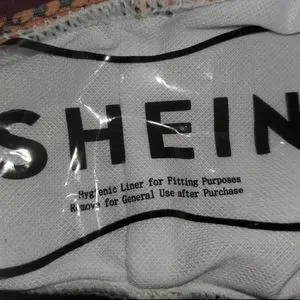 SHEIN
Hygienic Liner for Fitting Purposes
Remove for General Use after Purchase